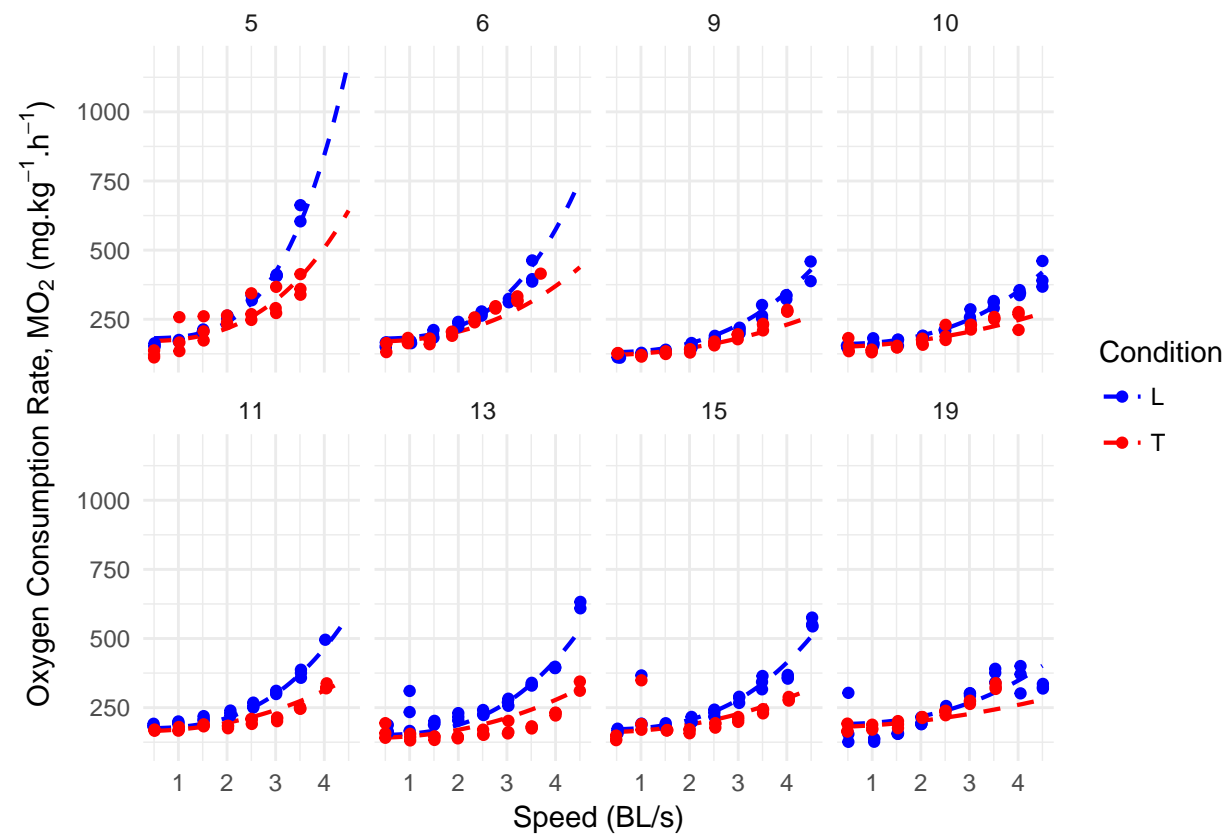 5 6 9 10
1000
750
500
250
11 13 15 19
1000
750
500
250
1 2 3 4 1 2 3 4 1 2 3 4 1 2 3 4
Speed (BL/s)
Oxygen Consumption Rate, MO₂ (mg.kg⁻¹.h⁻¹)
Condition
L
T